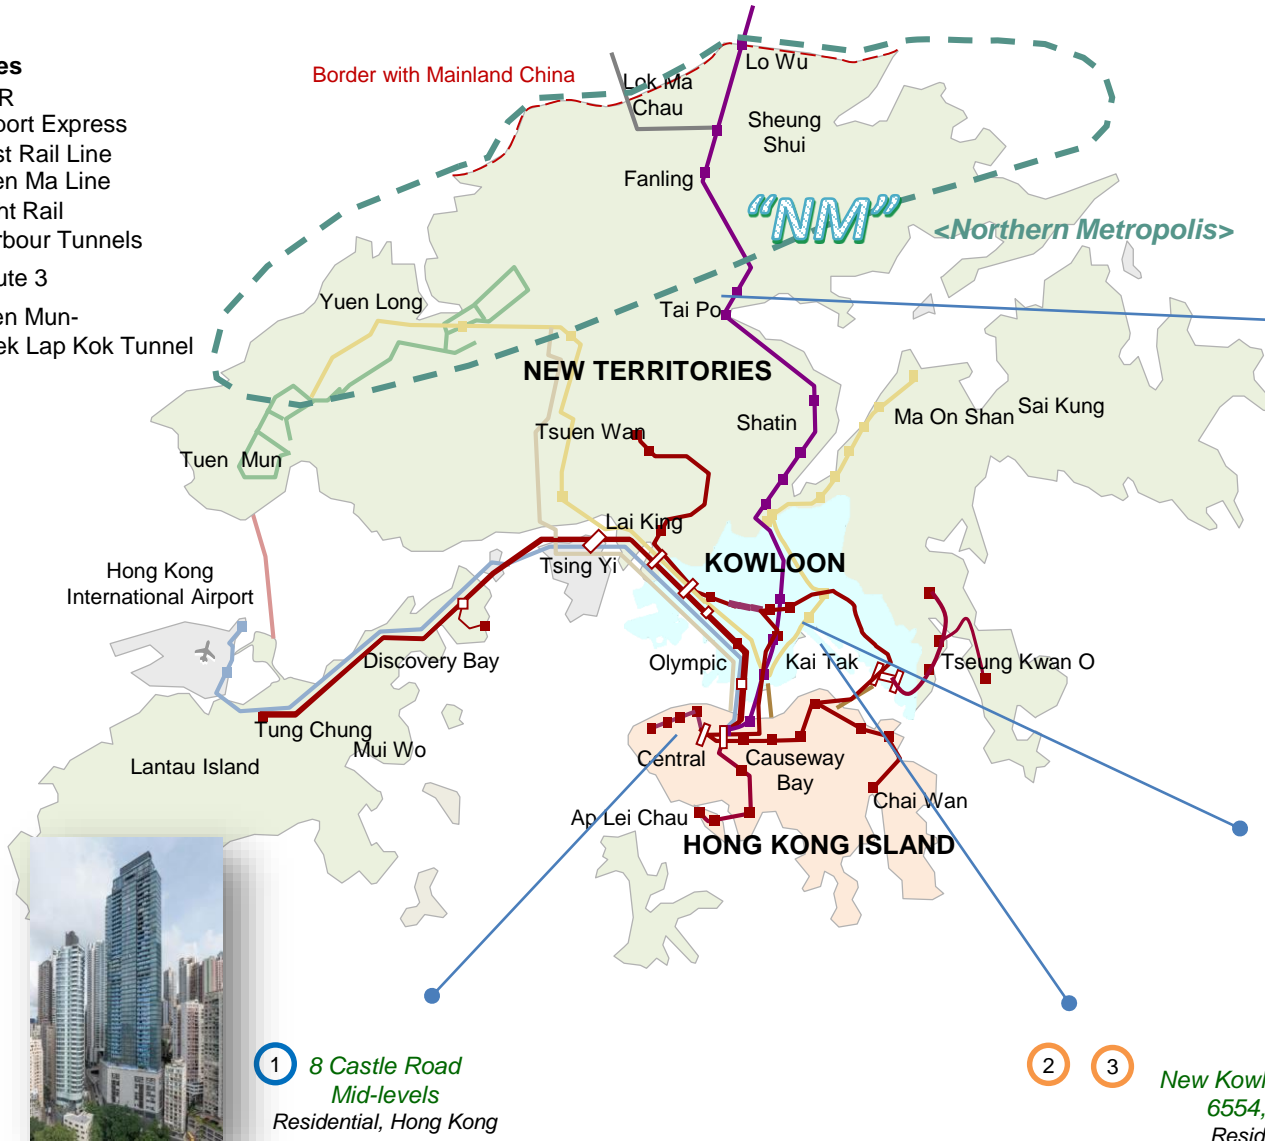 es
R
port Express
st Rail Line
en Ma Line
ht Rail
rbour Tunnels
ute 3
en Mun-
ek Lap Kok Tunnel
Border with Mainland China
Lo Wu
Lok Ma
Chau
Sheung
Shui
Fanling
“NM”
<Northern Metropolis>
Yuen Long
Tai Po
NEW TERRITORIES
Shatin
Ma On Shan
Sai Kung
Tsuen Wan
Tuen Mun
Lai King
KOWLOON
Tsing Yi
Hong Kong
International Airport
Discovery Bay
Olympic
Kai Tak
Tseung Kwan O
Tung Chung
Mui Wo
Lantau Island
Central
Causeway
Bay
Chai Wan
Ap Lei Chau
HONG KONG ISLAND
1
8 Castle Road
Mid-levels
Residential, Hong Kong
2
3
New Kowl
6554,
Resid